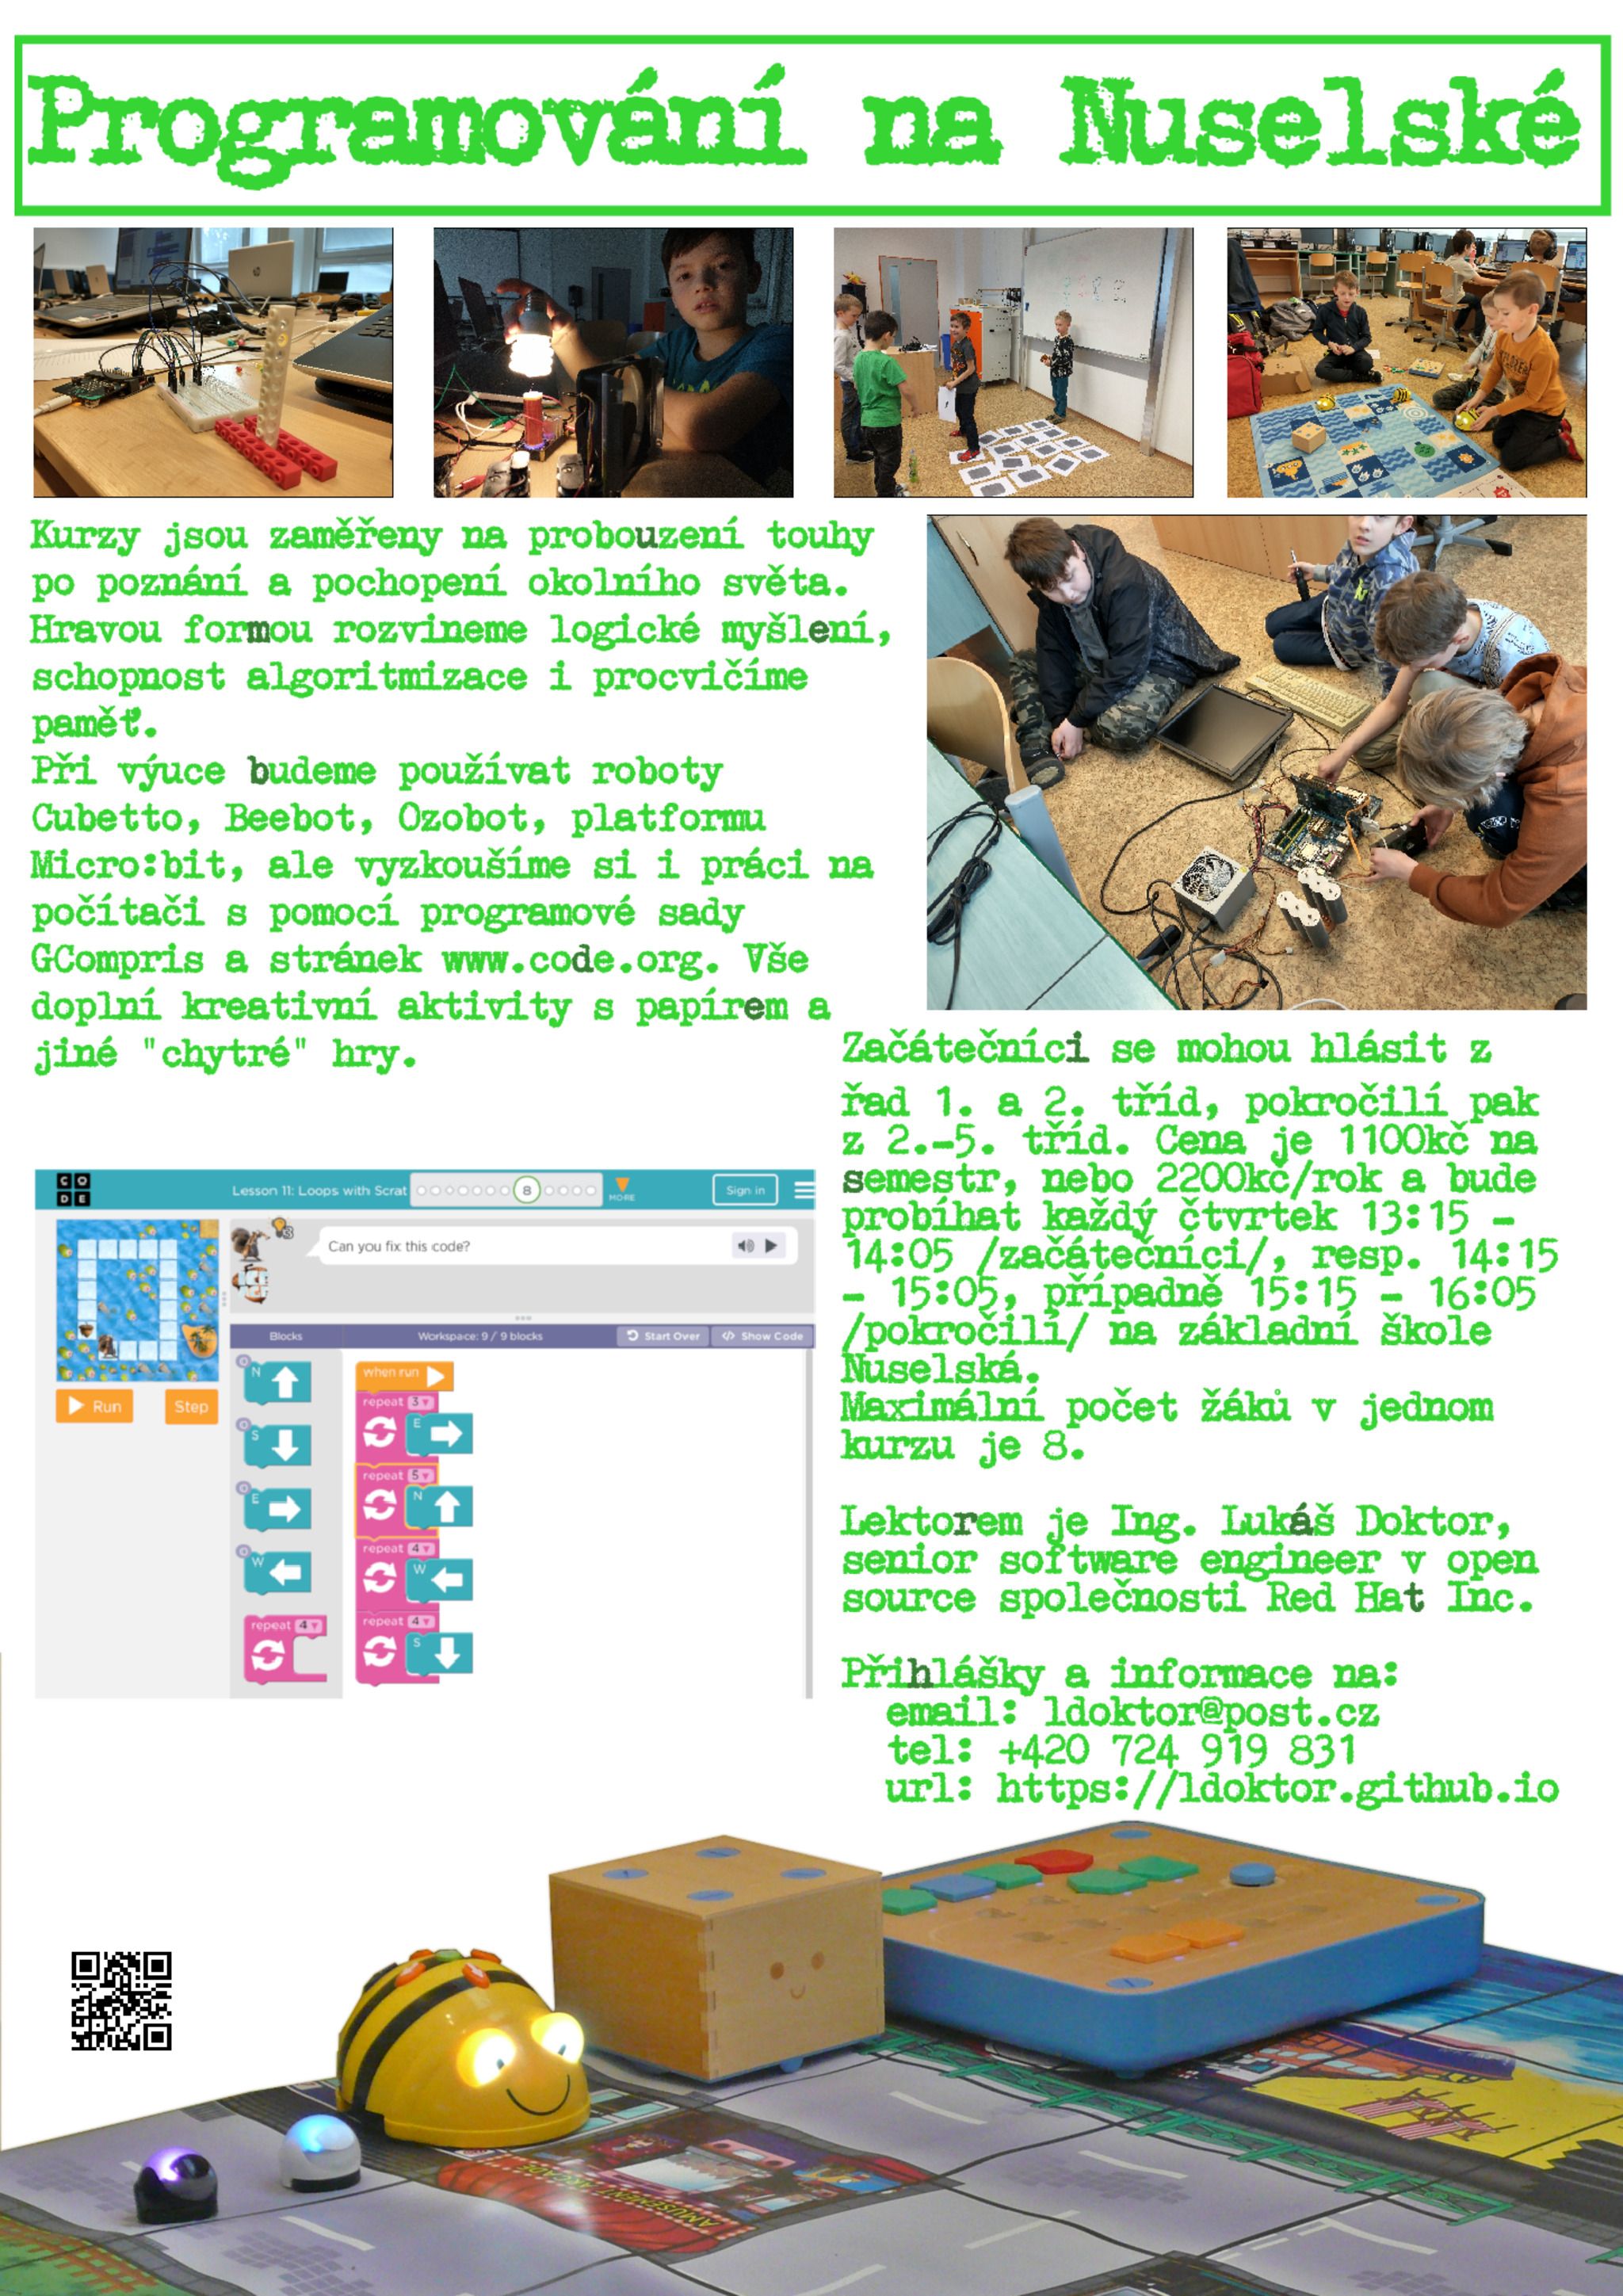 Programování na Nuselské
Kurzy jsou zaměřeny na probouzení touhy
po poznání a pochopení okolního světa.
Hravou formou rozvineme logické myšlení,
schopnost algoritmizace i procvičíme
paměť.
Při výuce budeme používat roboty
Cubetto, Beebot, Ozobot, platformu
Micro:bit, ale vyzkoušíme si i práci na
počítači s pomocí programové sady
GCompris a stránek www.code.org. Vše
doplní kreativní aktivity s papírem a
jiné "chytré" hry.
Začátečníci se mohou hlásit z
řad 1. a 2. tříd, pokročilí pak
z 2.-5. tříd. Cena je 1100kč na
semestr, nebo 2200kč/rok a bude
probíhat každý čtvrtek 13:15 -
14:05 /začátečníci/, resp. 14:15
- 15:05, případně 15:15 - 16:05
/pokročilí/ na základní škole
Nuselská.
Maximální počet žáků v jednom
kurzu je 8.
Lektorem je Ing. Lukáš Doktor,
senior software engineer v open
source společnosti Red Hat Inc.
Přihlášky a informace na:
email: ldoktor@post.cz
tel: +420 724 919 831
url: https://ldoktor.github.io
CODE
Lesson 11: Loops with Scrat
8
MORE
Sign in
3
Can you fix this code?
Blocks
Workspace: 9 / 9 blocks
Start Over
Show Code
Run
Step
N
S
E
W
repeat 4
when run
repeat 3
E
repeat 5
N
repeat 4
W
repeat 4
S
AMUSEMENT ARCADE